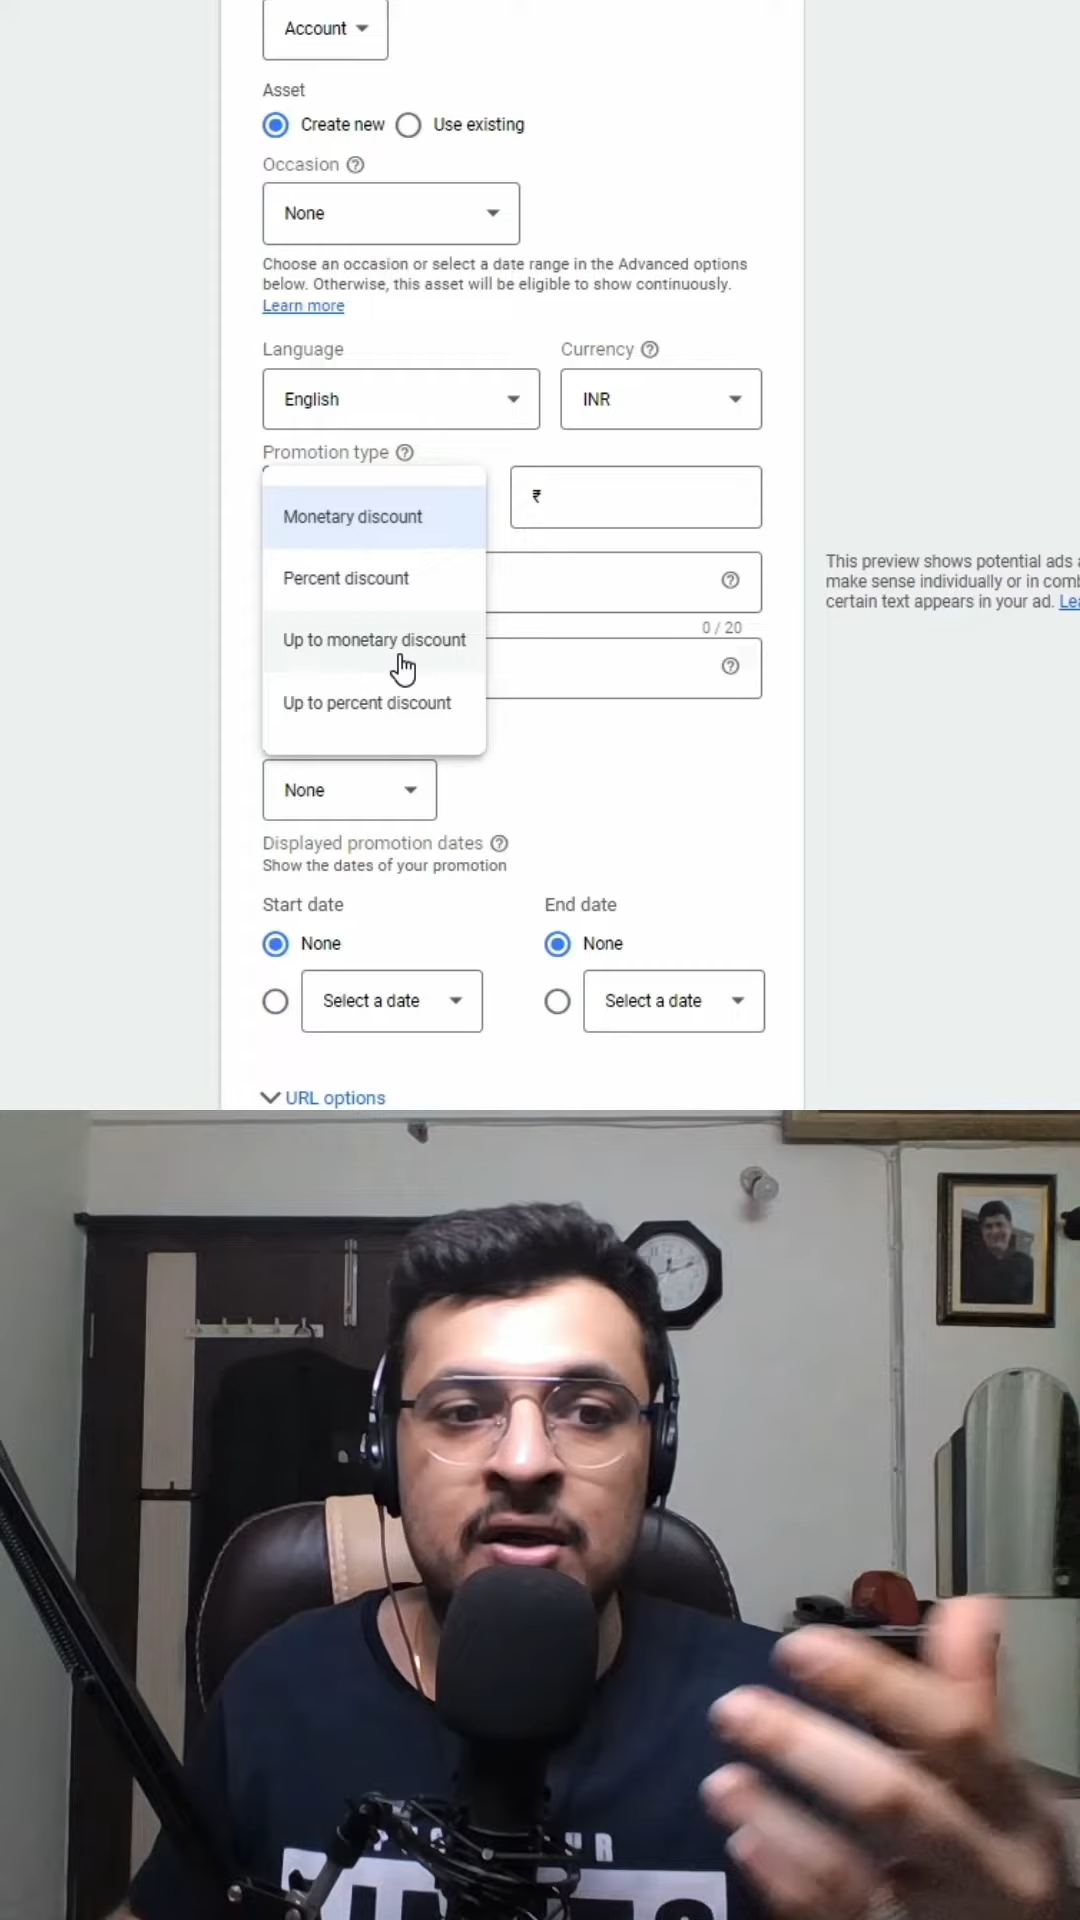 Account
Asset
Create new
Use existing
Occasion
None
Choose an occasion or select a date range in the Advanced options
below. Otherwise, this asset will be eligible to show continuously.
Learn more
Language
Currency
English
INR
Promotion type
Monetary discount
₹
Percent discount
Up to monetary discount
0 / 20
Up to percent discount
None
Displayed promotion dates
Show the dates of your promotion
Start date
End date
None
None
Select a date
Select a date
URL options
This preview shows potential ads
make sense individually or in
certain text appears in your ad.